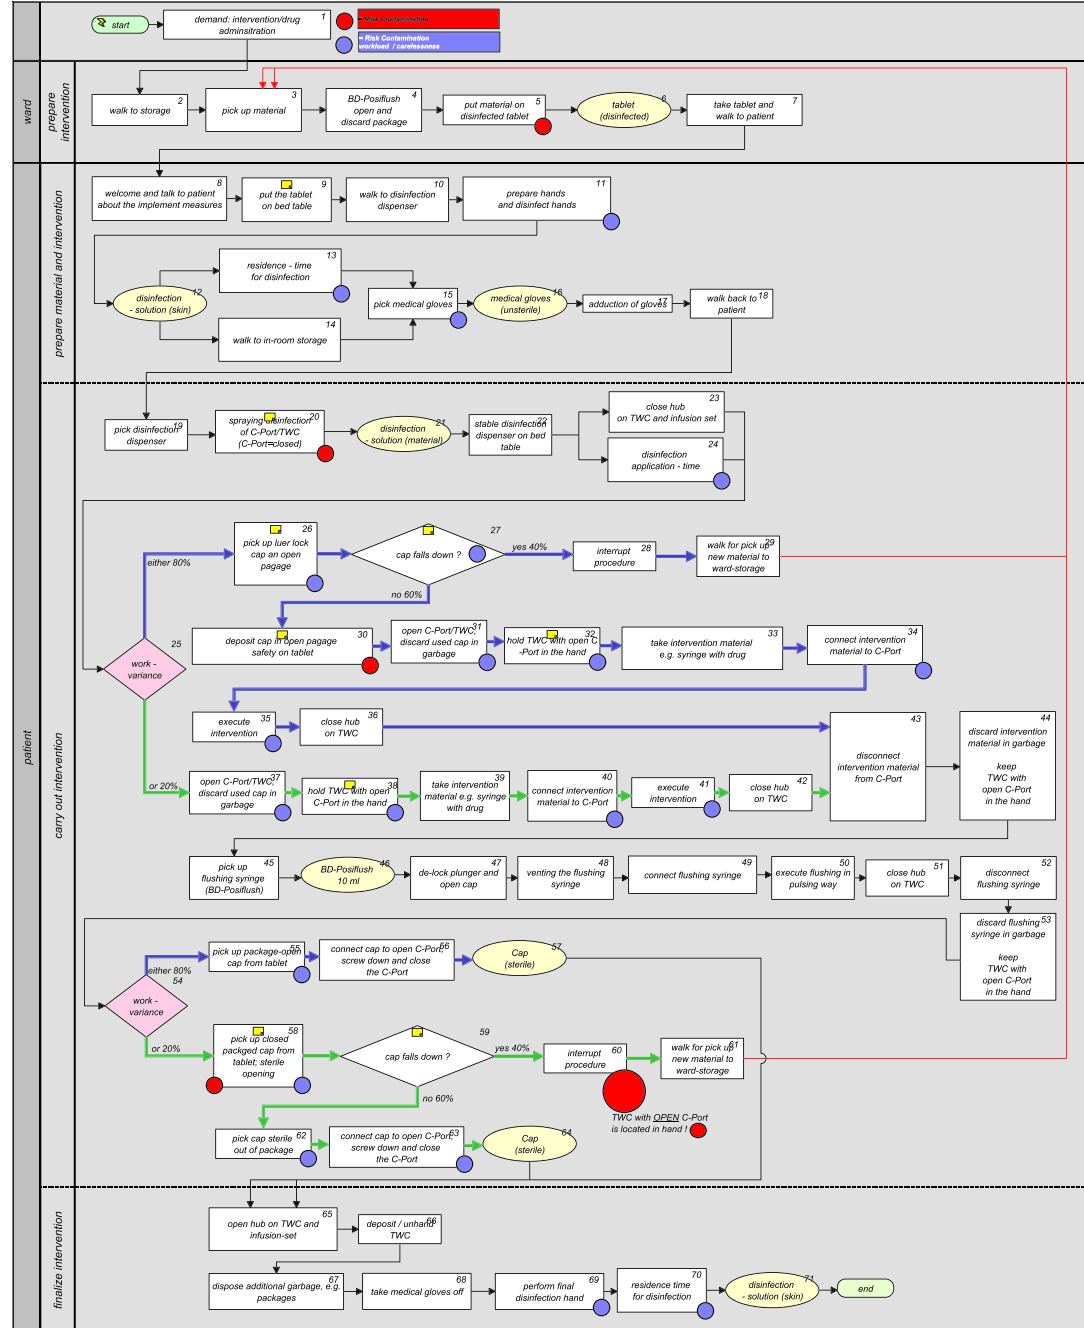 start
1
demand: intervention/drug
adminsitration
= Risk Contamination
= Risk Contamination
workload / carelessness
ward
prepare
intervention
2
walk to storage
3
pick up material
4
BD-Posiflush
open and
discard package
5
put material on
disinfected tablet
6
tablet
(disinfected)
7
take tablet and
walk to patient
patient
prepare material and intervention
8
welcome and talk to patient
about the implement measures
9
put the tablet
on bed table
10
walk to disinfection
dispenser
11
prepare hands
and disinfect hands
12
disinfection
- solution (skin)
13
residence - time
for disinfection
14
walk to in-room storage
15
pick medical gloves
16
medical gloves
(unsterile)
17
adduction of gloves
18
walk back to
patient
carry out intervention
19
pick disinfection
dispenser
20
spraying disinfection
of C-Port/TWC
(C-Port=closed)
21
disinfection
- solution (material)
22
stable disinfection
dispenser on bed
table
23
close hub
on TWC and infusion set
24
disinfection
application - time
25
work -
variance
either 80%
or 20%
26
pick up luer lock
cap an open
pagage
27
cap falls down ?
yes 40%
no 60%
28
interrupt
procedure
29
walk for pick up
new material to
ward-storage
30
deposit cap in open pagage
safety on tablet
31
open C-Port/TWC;
discard used cap in
garbage
32
hold TWC with open C
-Port in the hand
33
take intervention material
e.g. syringe with drug
34
connect intervention
material to C-Port
35
execute
intervention
36
close hub
on TWC
37
open C-Port/TWC;
discard used cap in
garbage
38
hold TWC with open
C-Port in the hand
39
take intervention
material e.g. syringe
with drug
40
connect intervention
material to C-Port
41
execute
intervention
42
close hub
on TWC
43
disconnect
intervention material
from C-Port
44
discard intervention
material in garbage
keep
TWC with
open C-Port
in the hand
45
pick up
flushing syringe
(BD-Posiflush)
46
BD-Posiflush
10 ml
47
de-lock plunger and
open cap
48
venting the flushing
syringe
49
connect flushing syringe
50
execute flushing in
pulsing way
51
close hub
on TWC
52
disconnect
flushing syringe
53
discard flushing
syringe in garbage
keep
TWC with
open C-Port
in the hand
54
work -
variance
either 80%
or 20%
55
pick up package-open
cap from tablet
56
connect cap to open C-Port;
screw down and close
the C-Port
57
Cap
(sterile)
58
pick up closed
packged cap from
tablet; sterile
opening
59
cap falls down ?
yes 40%
no 60%
60
interrupt
procedure
61
walk for pick up
new material to
ward-storage
TWC with OPEN C-Port
is located in hand !
62
pick cap sterile
out of package
63
connect cap to open C-Port;
screw down and close
the C-Port
64
Cap
(sterile)
finalize intervention
65
open hub on TWC and
infusion-set
66
deposit / unhand
TWC
67
dispose additional garbage, e.g.
packages
68
take medical gloves off
69
perform final
disinfection hand
70
residence time
for disinfection
71
disinfection
- solution (skin)
end